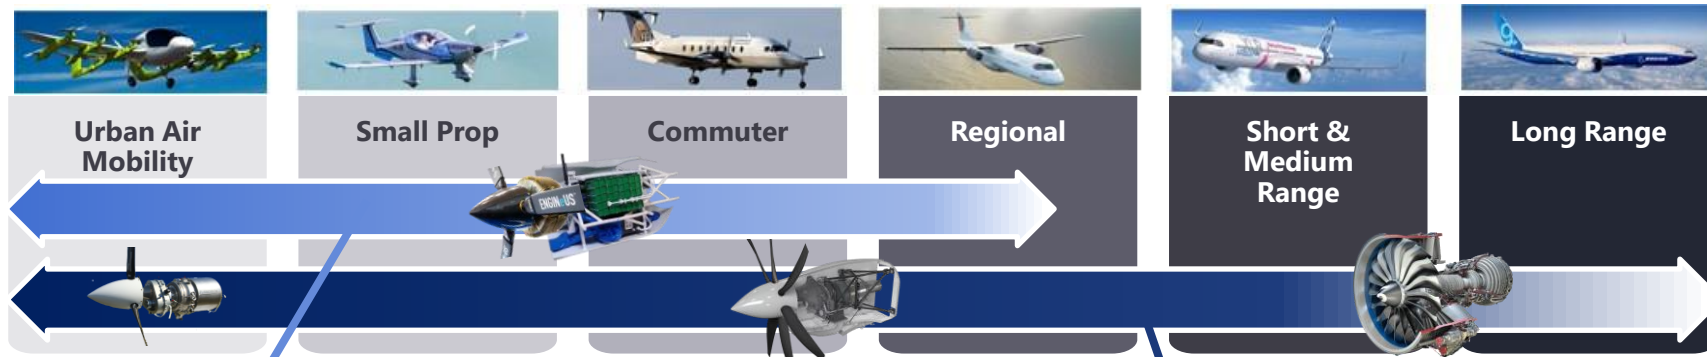 Urban Air
Mobility
Small Prop
Commuter
Regional
Short &
Medium
Range
Long Range
ENGINeUS